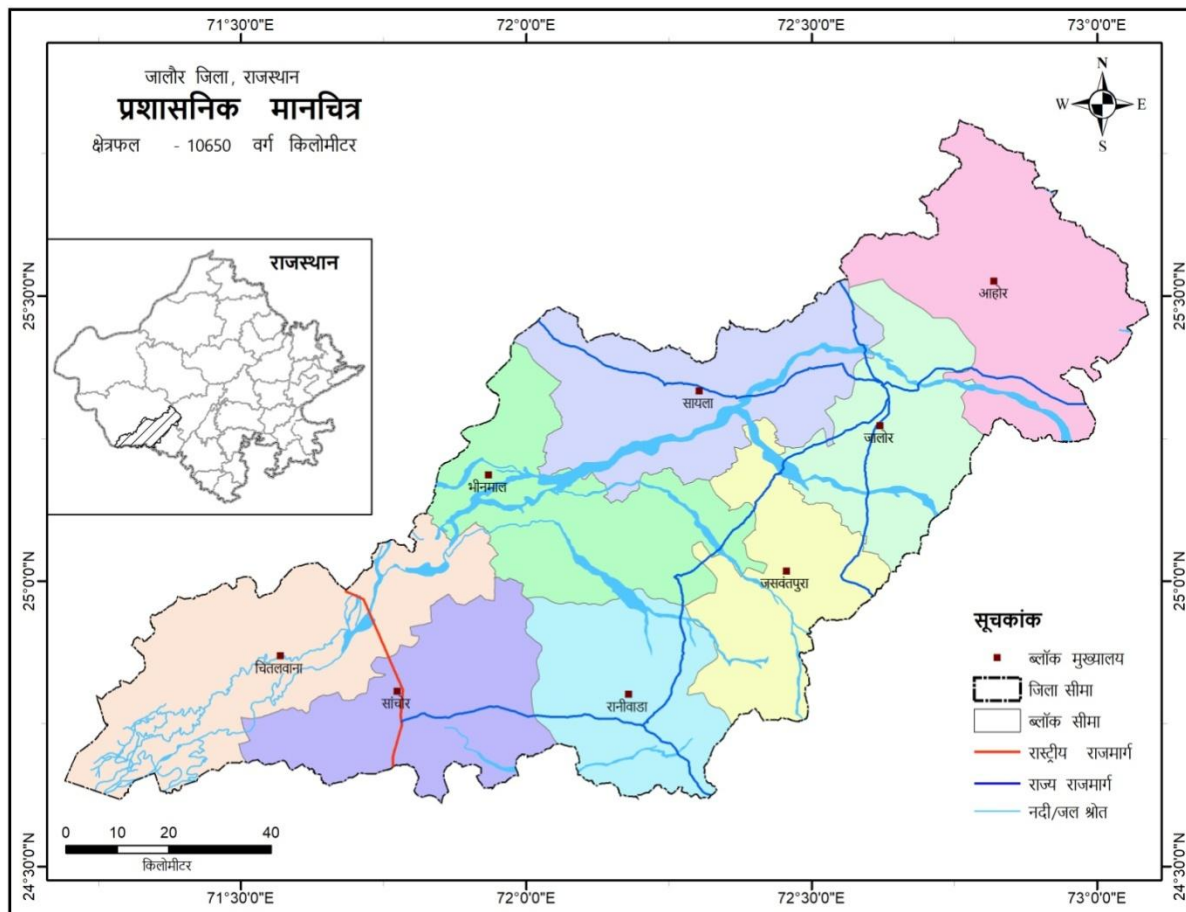 71°30'0"E 72°0'0"E 72°30'0"E 73°0'0"E
जालौर जिला, राजस्थान
प्रशासनिक मानचित्र
क्षेत्रफल - 10650 वर्ग किलोमीटर
N
W E
S
राजस्थान
25°30'0"N
25°30'0"N
आहोर
सायला
जालोर
भीनमाल
25°0'0"N
25°0'0"N
जसवंतपुरा
चितलवाना
सांचोर
रानीवाडा
सूचकांक
ब्लॉक मुख्यालय
जिला सीमा
ब्लॉक सीमा
रास्ट्रीय राजमार्ग
राज्य राजमार्ग
नदी/जल श्रोत
0 10 20 40
किलोमीटर
24°30'0"N
24°30'0"N
71°30'0"E 72°0'0"E 72°30'0"E 73°0'0"E